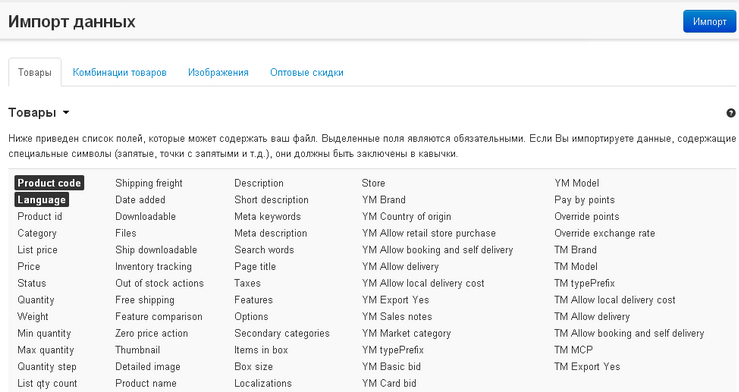 Импорт данных
Импорт
Товары Комбинации товаров Изображения Оптовые скидки
Товары
Ниже приведен список полей, которые может содержать ваш файл. Выделенные поля являются обязательными. Если Вы импортируете данные, содержащие
специальные символы (запятые, точки с запятыми и т.д.), они должны быть заключены в кавычки.
Product code Shipping freight Description Store YM Model
Language Date added Short description YM Brand Pay by points
Product id Downloadable Meta keywords YM Country of origin Override points
Category Files Meta description YM Allow retail store purchase Override exchange rate
List price Ship downloadable Search words YM Allow booking and self delivery TM Brand
Price Inventory tracking Page title YM Allow delivery TM Model
Status Out of stock actions Taxes YM Allow local delivery cost TM typePrefix
Quantity Free shipping Features YM Export Yes TM Allow local delivery cost
Weight Feature comparison Options YM Sales notes TM Allow delivery
Min quantity Zero price action Secondary categories YM Market category TM Allow booking and self delivery
Max quantity Thumbnail Items in box YM typePrefix TM MCP
Quantity step Detailed image Box size YM Basic bid TM Export Yes
List qty count Product name Localizations YM Card bid